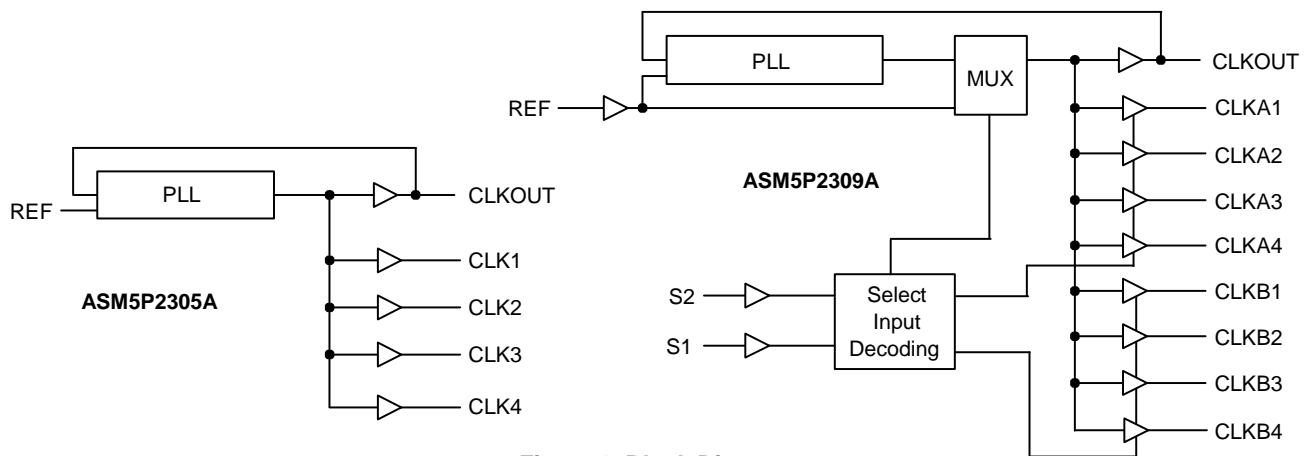 PLL
REF
CLKOUT
CLK1
CLK2
CLK3
CLK4
ASM5P2305A
PLL
MUX
REF
CLKOUT
CLKA1
CLKA2
CLKA3
CLKA4
ASM5P2309A
S2
S1
Select
Input
Decoding
CLKB1
CLKB2
CLKB3
CLKB4